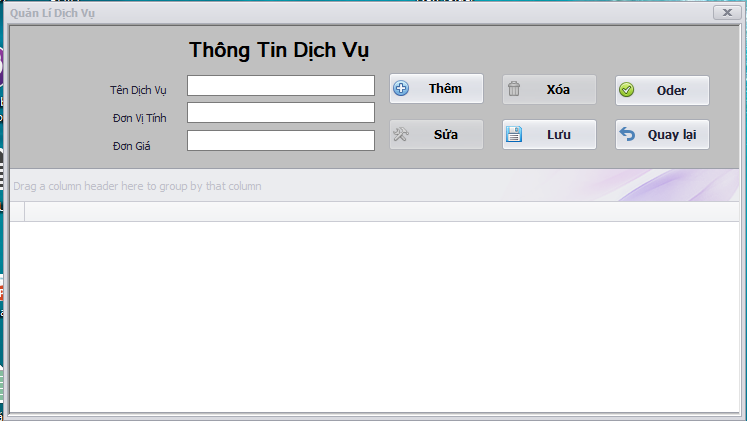 Quản Lí Dịch Vụ
Thông Tin Dịch Vụ
Tên Dịch Vụ
Thêm
Xóa
Oder
Đơn Vị Tính
Đơn Giá
Sửa
Lưu
Quay lại
Drag a column header here to group by that column